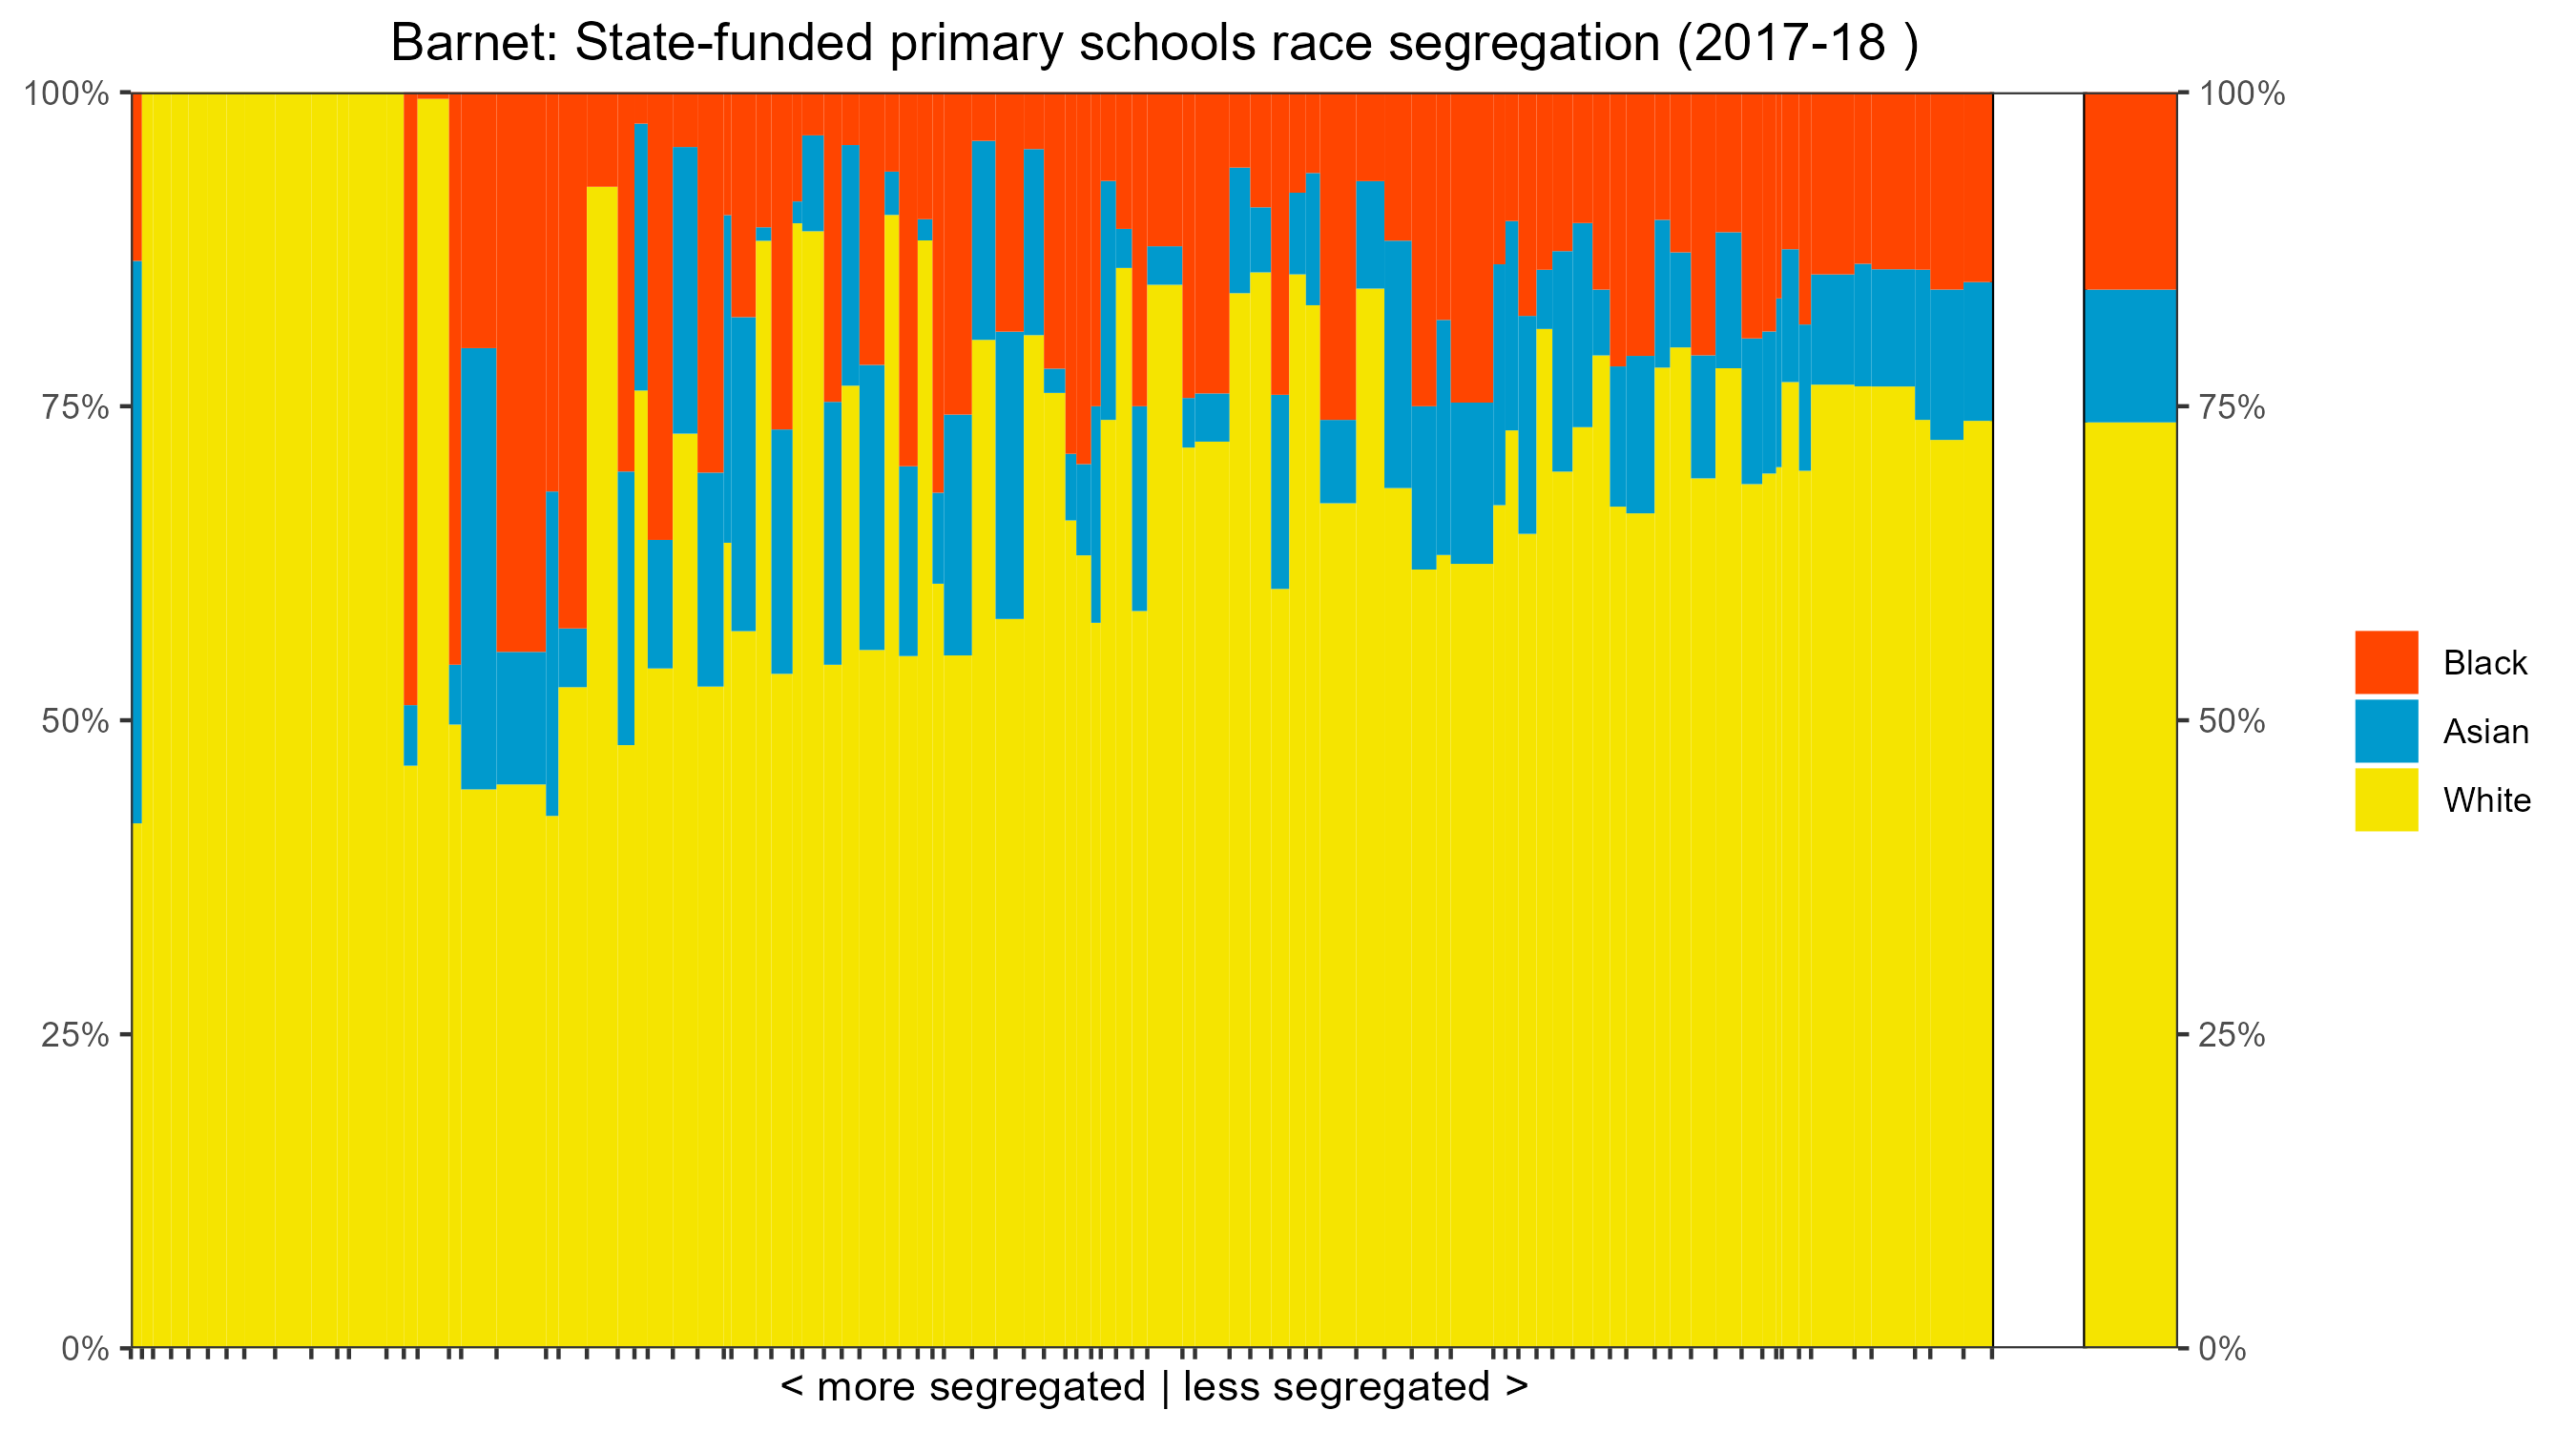 Barnet: State-funded primary schools race segregation (2017-18 )
100%
75%
50%
25%
0%
100%
75%
50%
25%
0%
Black
Asian
White
< more segregated | less segregated >